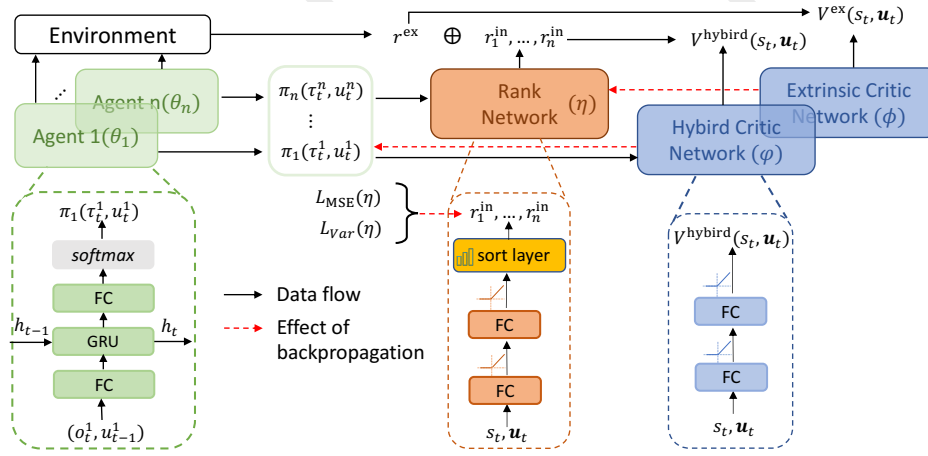 Environment
r^ex ⊕ r_1^in, …, r_n^in
V^hybird(s_t, u_t)
V^ex(s_t, u_t)
⋰
Agent n(θ_n)
Agent 1(θ_1)
π_n(τ_t^n, u_t^n)
⋮
π_1(τ_t^1, u_t^1)
Rank
Network (η)
Extrinsic Critic
Network (ϕ)
Hybird Critic
Network (φ)
π_1(τ_t^1, u_t^1)
softmax
FC
h_{t−1}
GRU
h_t
FC
(o_t^1, u_{t−1}^1)
Data flow
Effect of
backpropagation
L_MSE(η)
L_Var(η)
r_1^in, …, r_n^in
sort layer
FC
FC
s_t, u_t
V^hybird(s_t, u_t)
FC
FC
s_t, u_t